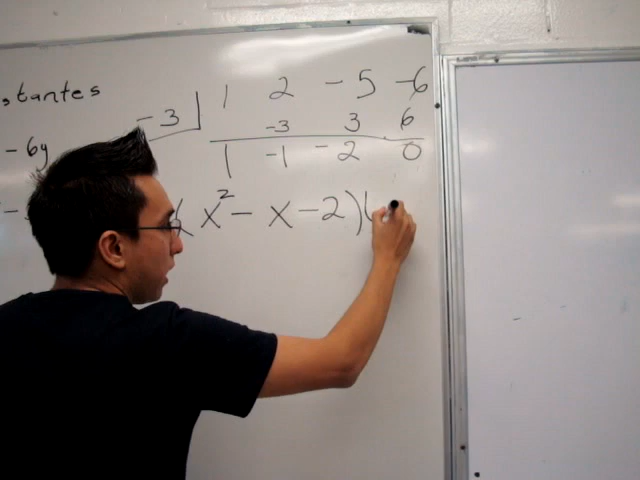 stantes
-3 | 1 2 -5 -6
-3 3 6
1 -1 -2 0
- 6y
(x² - x - 2)(